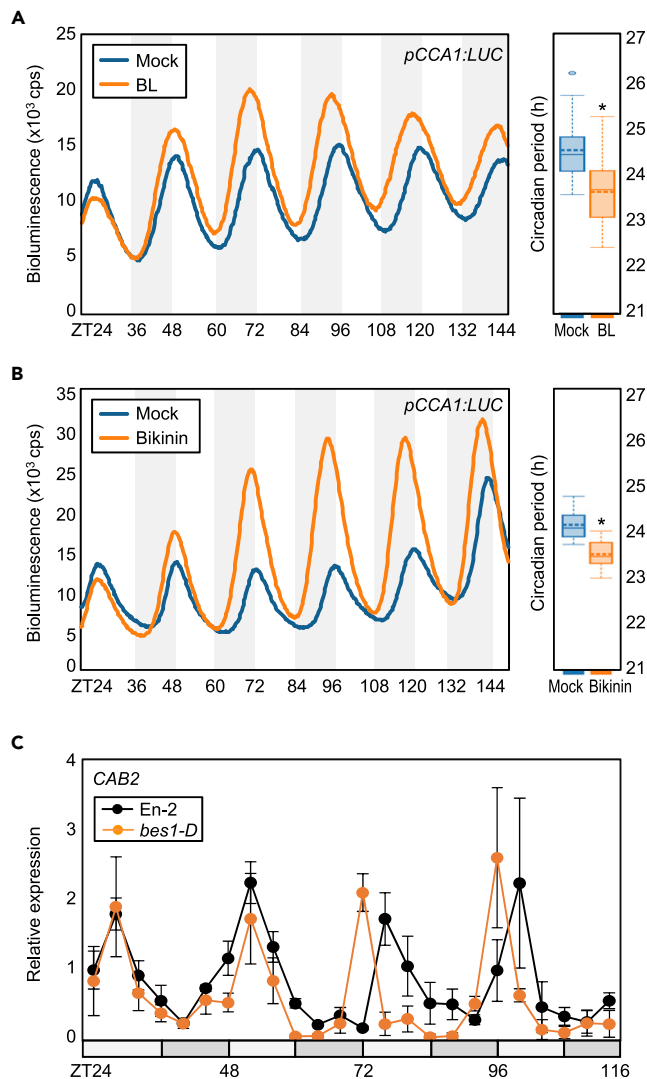 A
Bioluminescence (x10³ cps)
25
20
15
10
5
0
Mock
BL
pCCA1:LUC
ZT24 36 48 60 72 84 96 108 120 132 144
Circadian period (h)
27
26
25
24
23
22
21
*
Mock BL
B
Bioluminescence (x10³ cps)
35
30
25
20
15
10
5
0
Mock
Bikinin
pCCA1:LUC
ZT24 36 48 60 72 84 96 108 120 132 144
Circadian period (h)
27
26
25
24
23
22
21
*
Mock Bikinin
C
Relative expression
4
3
2
1
0
CAB2
En-2
bes1-D
ZT24 48 72 96 116